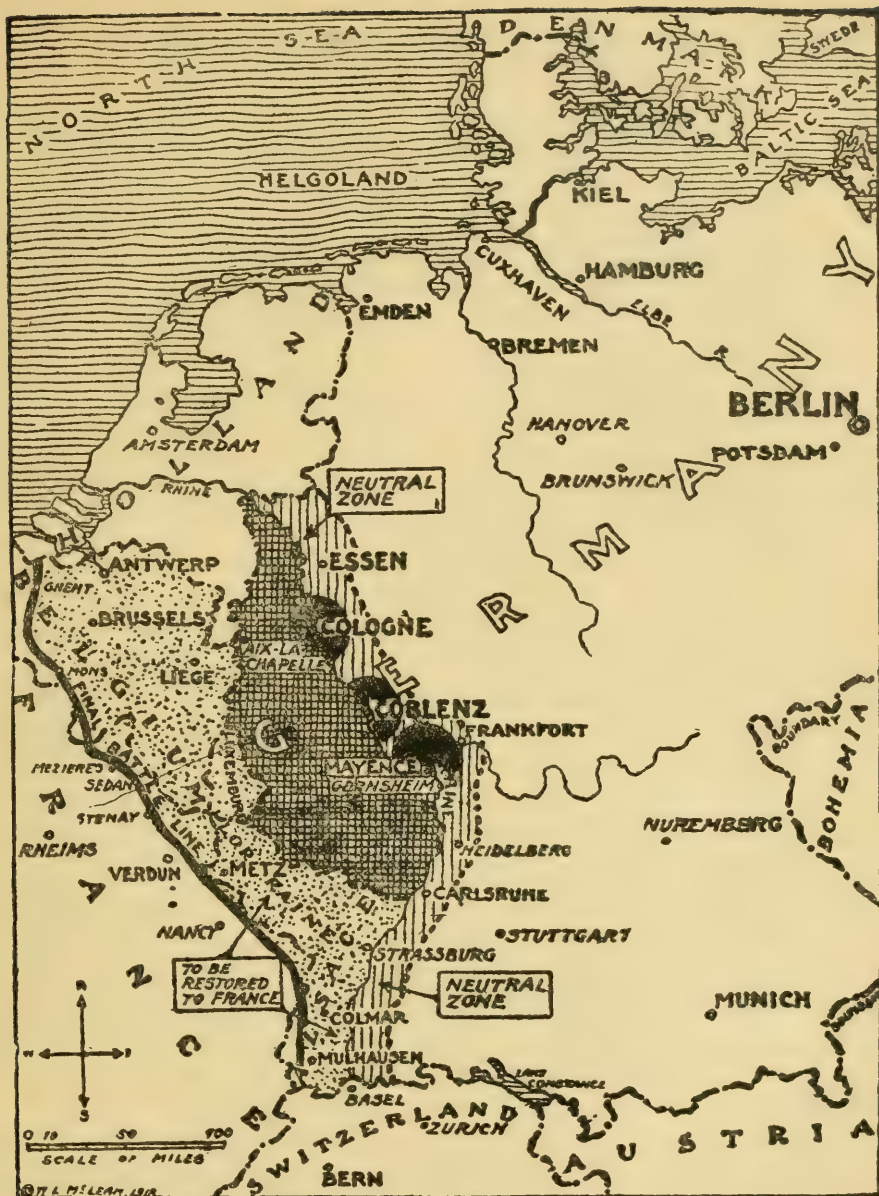 NORTH SEA
DENMARK
SWEDR
BALTIC SEA
HELGOLAND
KIEL
CUXHAVEN
HAMBURG
ELBE R
EMDEN
BREMEN
HOLLAND
BERLIN
POTSDAM
AMSTERDAM
HANOVER
BRUNSWICK
GERMANY
RHINE
NEUTRAL
ZONE
ESSEN
ANTWERP
GHENT
BRUSSELS
COLOGNE
AIX-LA-
CHAPELLE
LIEGE
BELGIUM
MONS
FINAL BATTLE LINE
COBLENZ
FRANKFORT
MAYENCE
GERNSHEIM
LUXEMBURG
MEZIERES
SEDAN
STENAY
RHEIMS
VERDUN
METZ
LORRAINE
HEIDELBERG
CARLSRUHE
NUREMBERG
BOUNDARY
BOHEMIA
NANCY
STRASSBURG
STUTTGART
ALSACE
TO BE
RESTORED
TO FRANCE
NEUTRAL
ZONE
COLMAR
MUNICH
MULHAUSEN
FRANCE
N
W
S
BASEL
LAKE
CONSTANCE
SWITZERLAND
ZURICH
AUSTRIA
BERN
0 10 50 100
SCALE OF MILES
© H L McLEAN, 1918